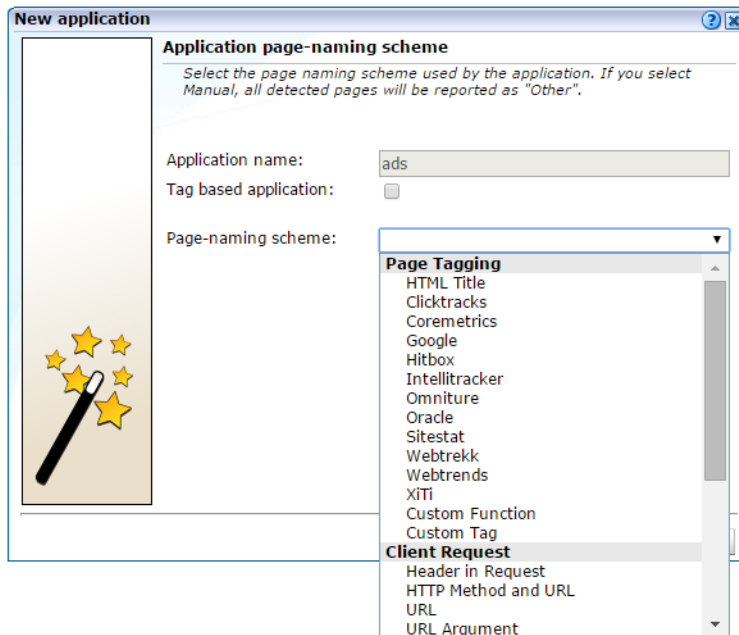 New application
Application page-naming scheme
Select the page naming scheme used by the application. If you select
Manual, all detected pages will be reported as "Other".
Application name: ads
Tag based application:
Page-naming scheme:
Page Tagging
HTML Title
Clicktracks
Coremetrics
Google
Hitbox
Intellitracker
Omniture
Oracle
Sitestat
Webtrekk
Webtrends
XiTi
Custom Function
Custom Tag
Client Request
Header in Request
HTTP Method and URL
URL
URL Argument